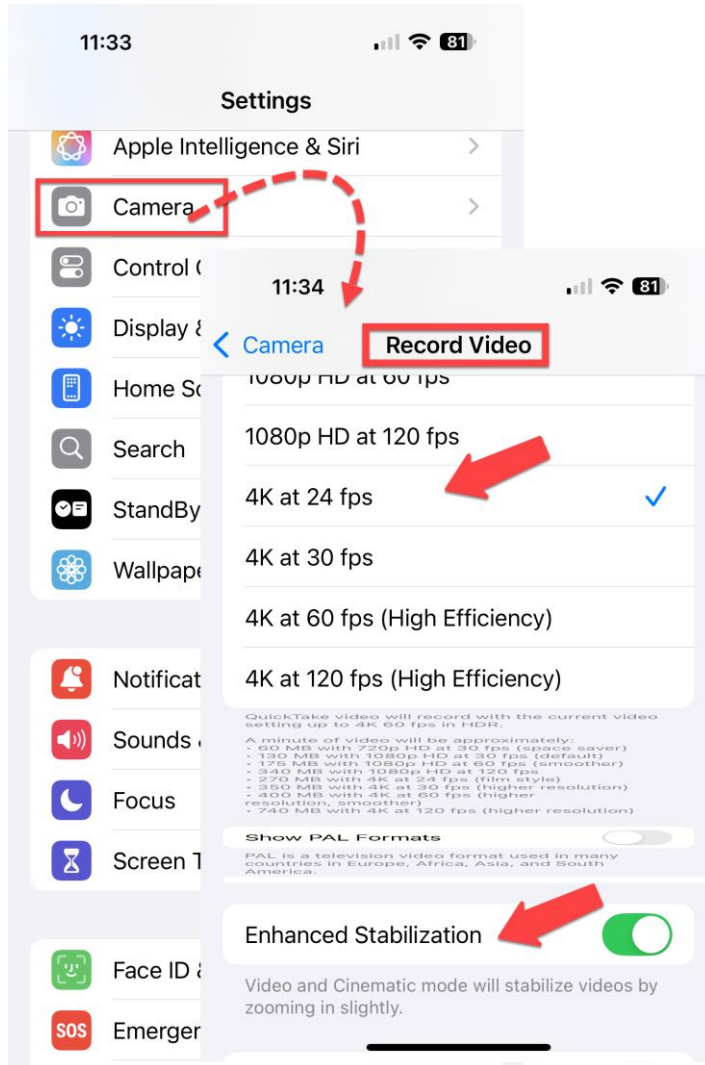 11:33
81
Settings
Apple Intelligence & Siri
Camera
Control
Display &
Home
Search
StandBy
Sounds
Focus
Screen
Face ID
SOS
11:34
81
Camera
Record Video
1080p HD at 60 fps
1080p HD at 120 fps
4K at 24 fps
4K at 30 fps
4K at 60 fps (High Efficiency)
4K at 120 fps (High Efficiency)
QuickTake video will record with the current video
setting up to 4K 60 fps in HDR.
A minute of video will be approximately:
• 60 MB with 720p HD at 30 fps (space saver)
• 130 MB with 1080p HD at 30 fps (default)
• 175 MB with 1080p HD at 60 fps (smoother)
• 340 MB with 1080p HD at 120 fps
• 270 MB with 4K at 24 fps (film style)
• 350 MB with 4K at 30 fps (higher resolution)
• 400 MB with 4K at 60 fps (higher
resolution, smoother)
• 740 MB with 4K at 120 fps (higher resolution)
Show PAL Formats
PAL is a television video format used in many
countries in Europe, Africa, Asia, and South
America.
Enhanced Stabilization
Video and Cinematic mode will stabilize videos by
zooming in slightly.